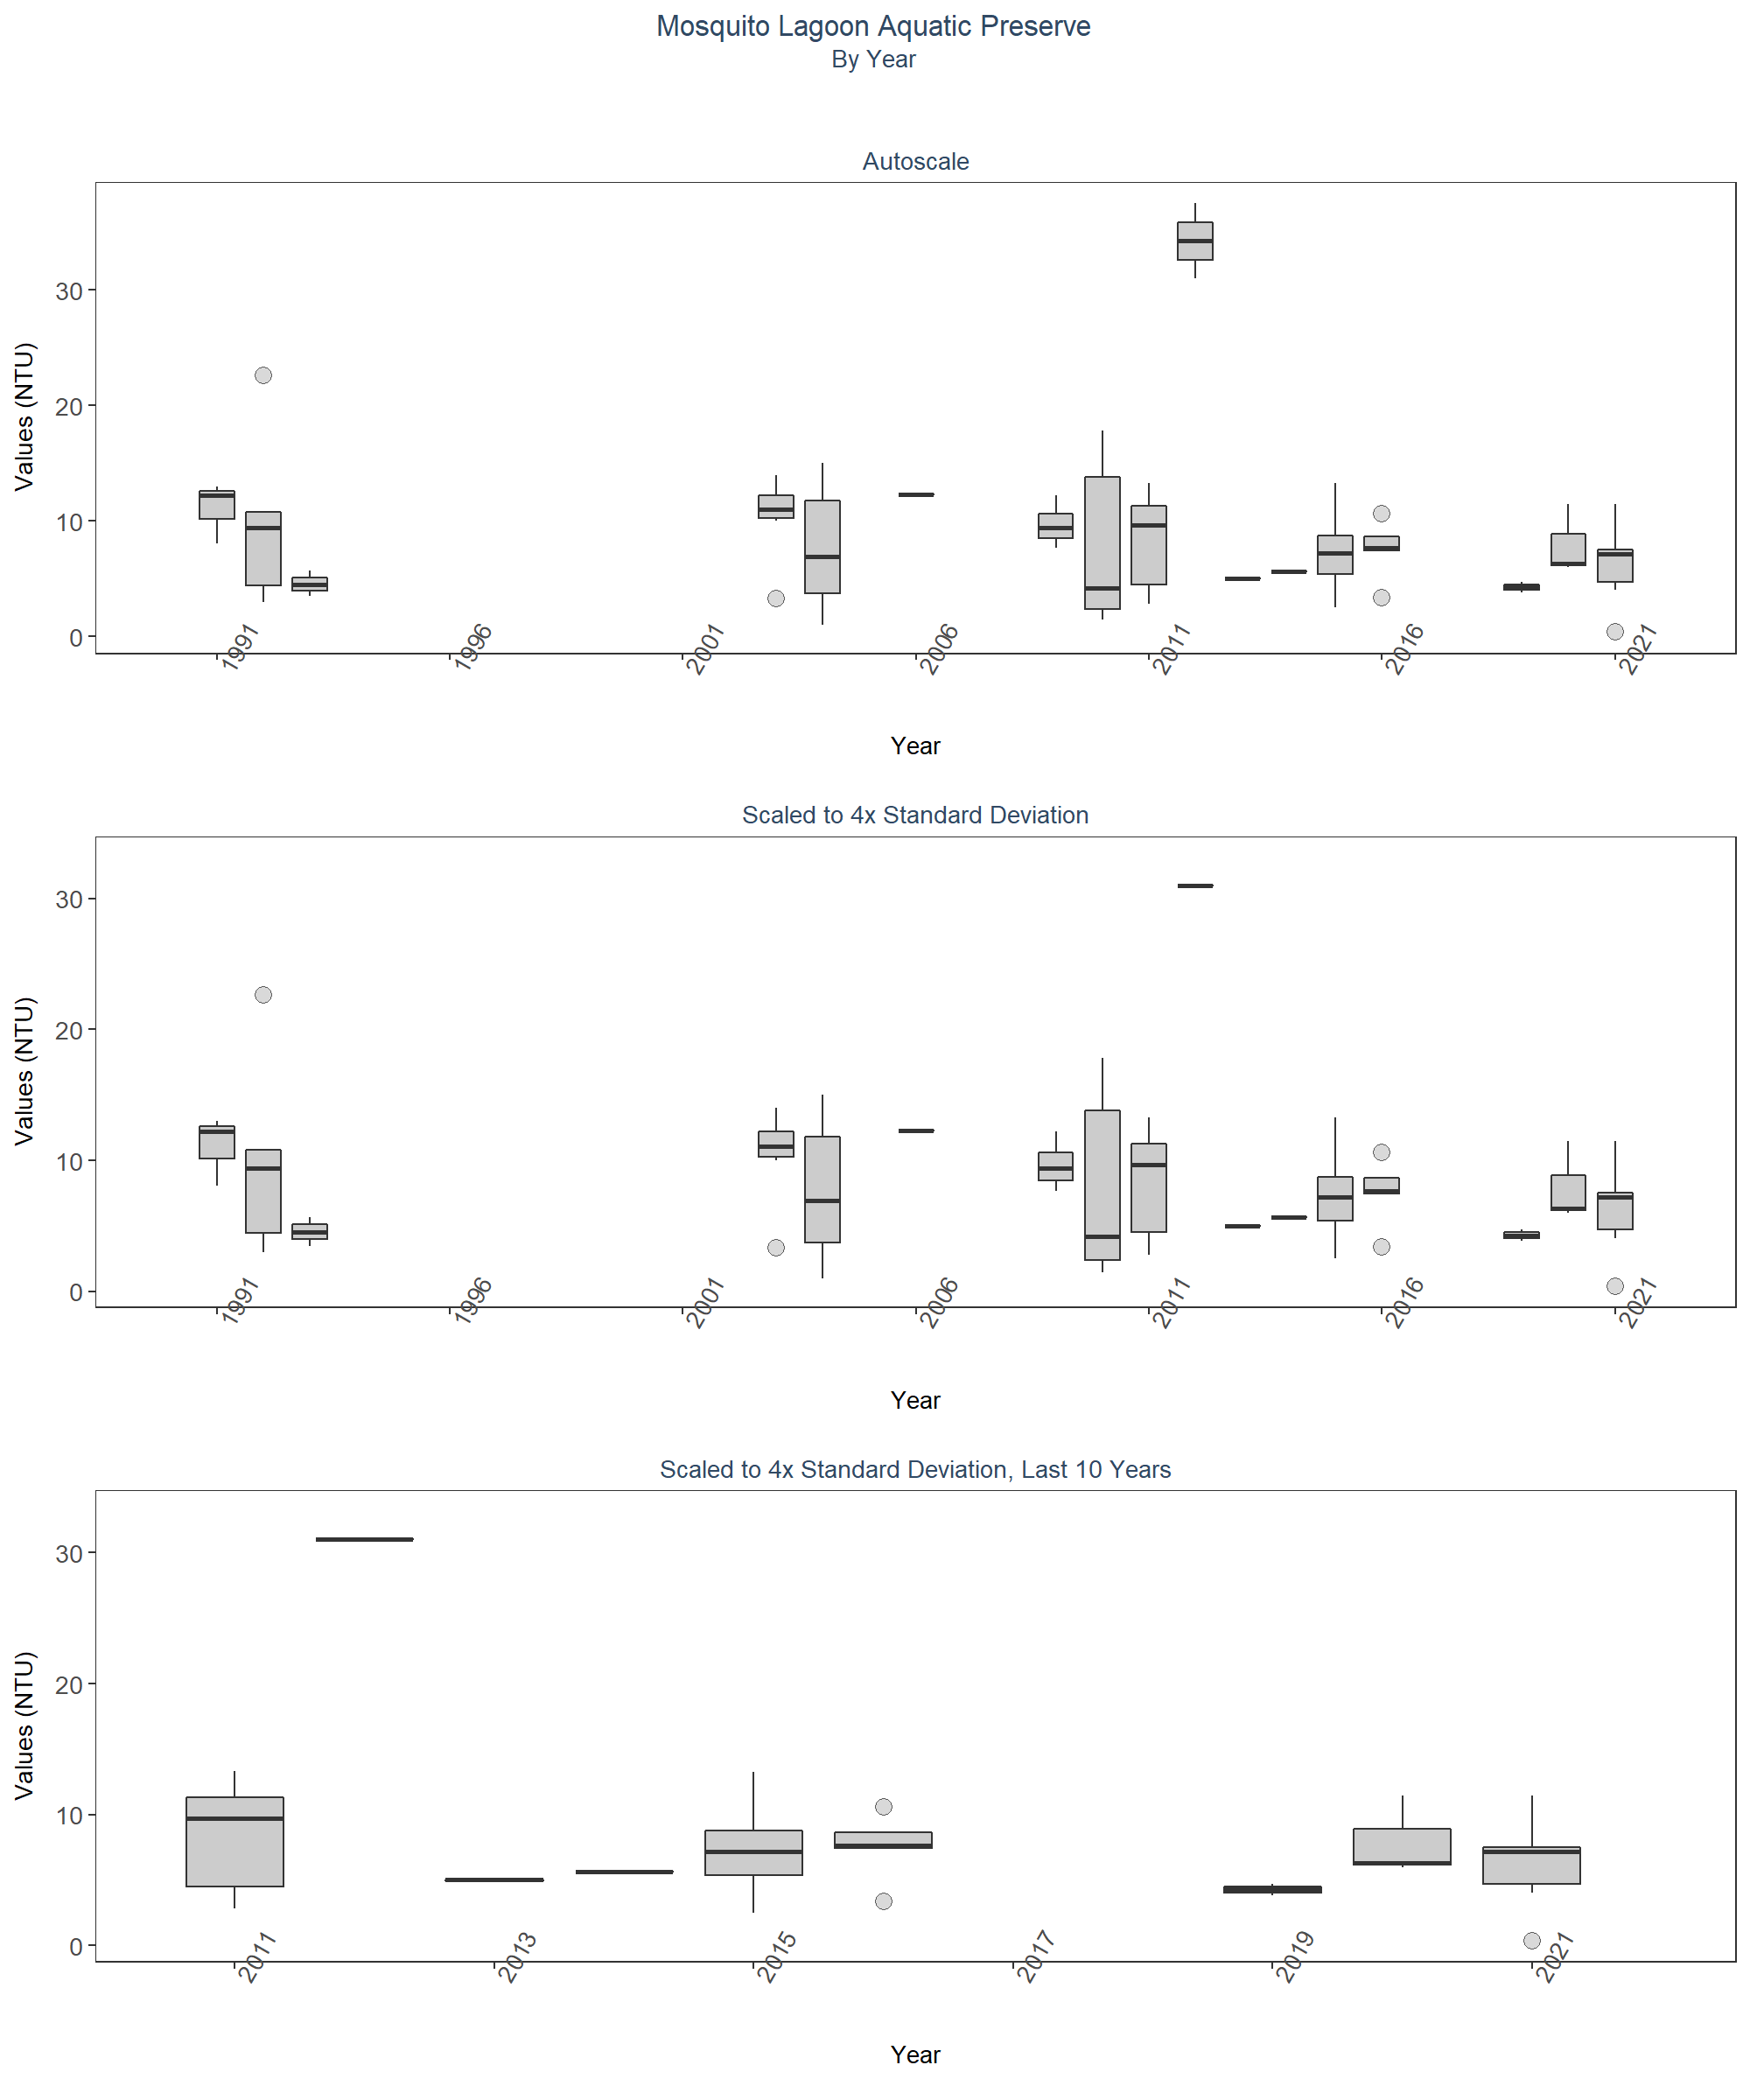 Mosquito Lagoon Aquatic Preserve
By Year
Autoscale
Values (NTU)
30
20
10
0
1991
1996
2001
2006
2011
2016
2021
Year
Scaled to 4x Standard Deviation
Values (NTU)
30
20
10
0
1991
1996
2001
2006
2011
2016
2021
Year
Scaled to 4x Standard Deviation, Last 10 Years
Values (NTU)
30
20
10
0
2011
2013
2015
2017
2019
2021
Year